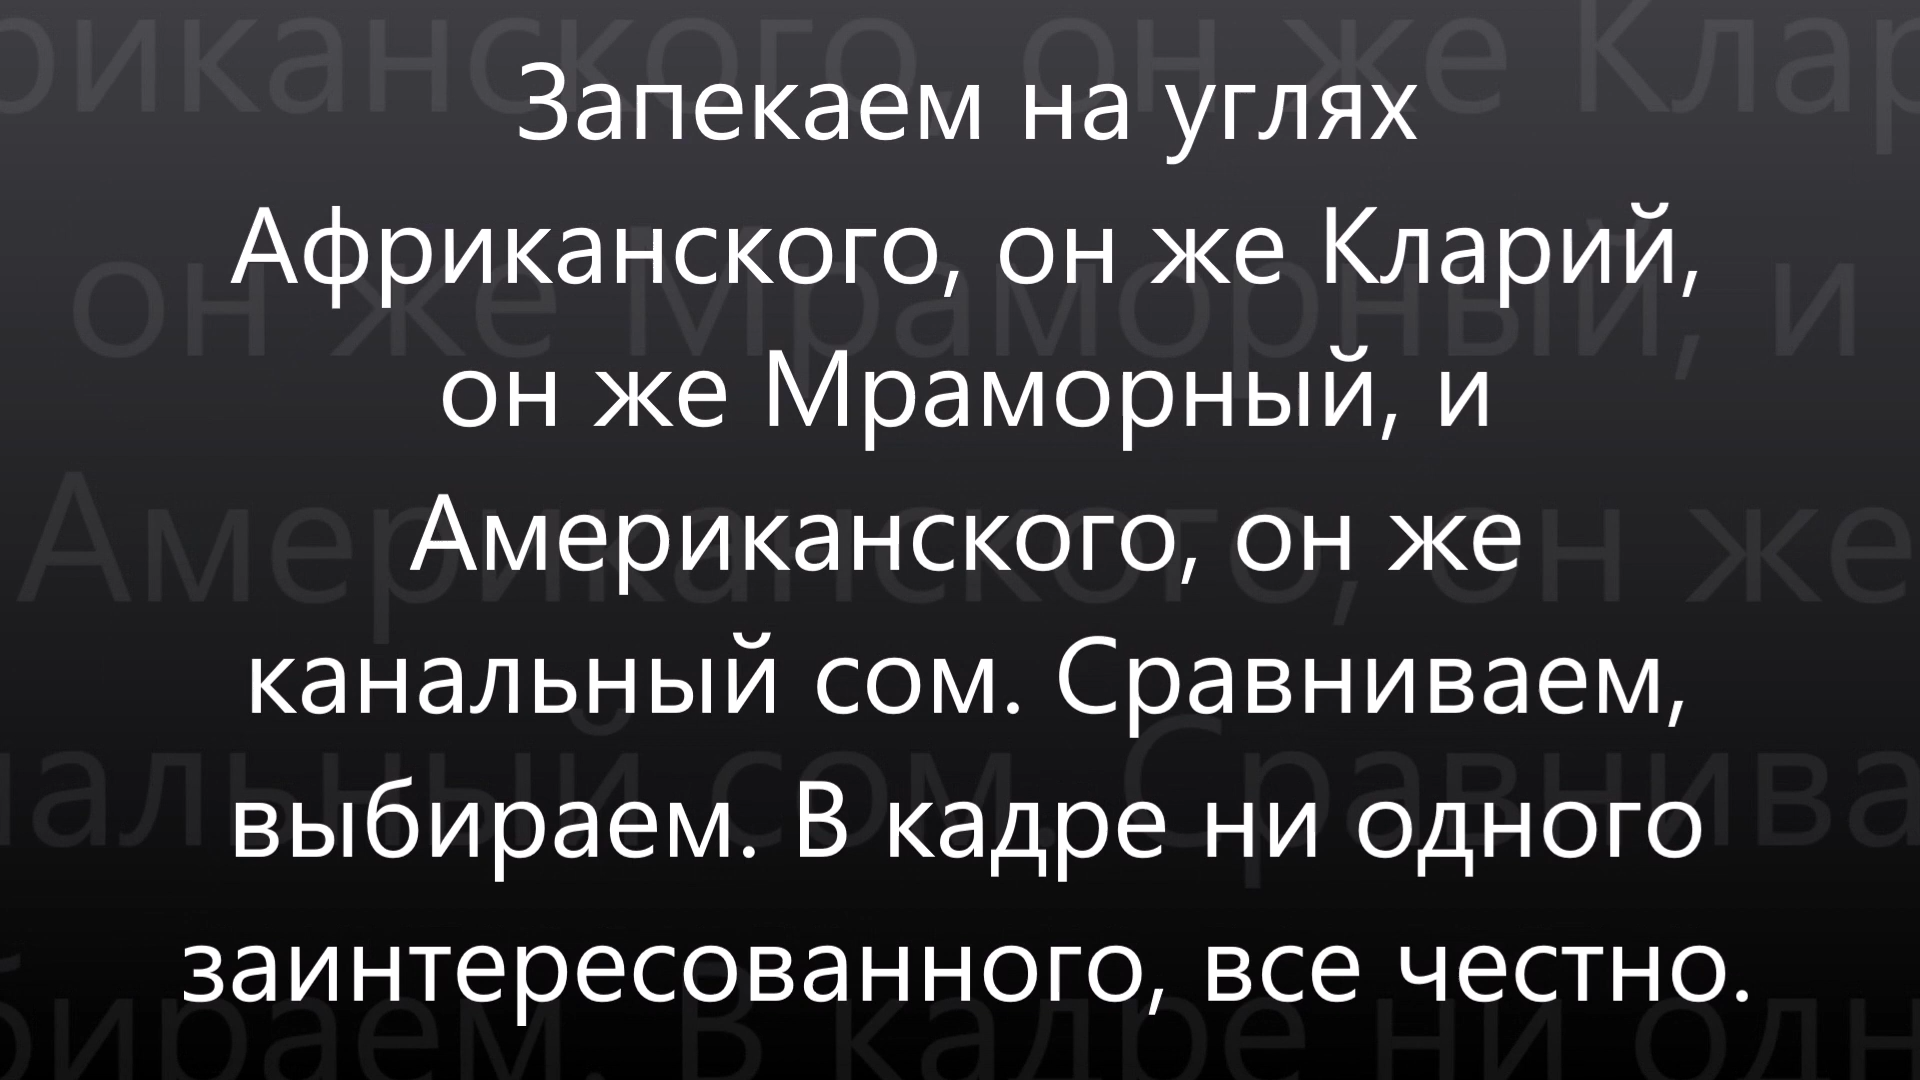 Запекаем на углях
Африканского, он же Кларий,
он же Мраморный, и
Американского, он же
канальный сом. Сравниваем,
выбираем. В кадре ни одного
заинтересованного, все честно.